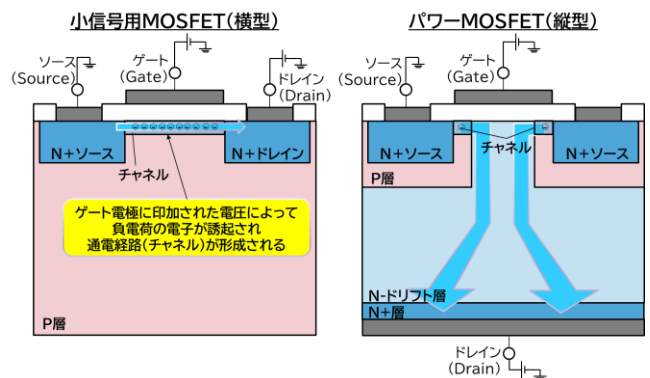 小信号用MOSFET(横型)
ソース
(Source)
ゲート
(Gate)
ドレイン
(Drain)
N+ソース
N+ドレイン
チャネル
ゲート電極に印加された電圧によって
負電荷の電子が誘起され
通電経路(チャネル)が形成される
P層
パワーMOSFET(縦型)
ソース
(Source)
ゲート
(Gate)
N+ソース
チャネル
N+ソース
P層
N-ドリフト層
N+層
ドレイン
(Drain)